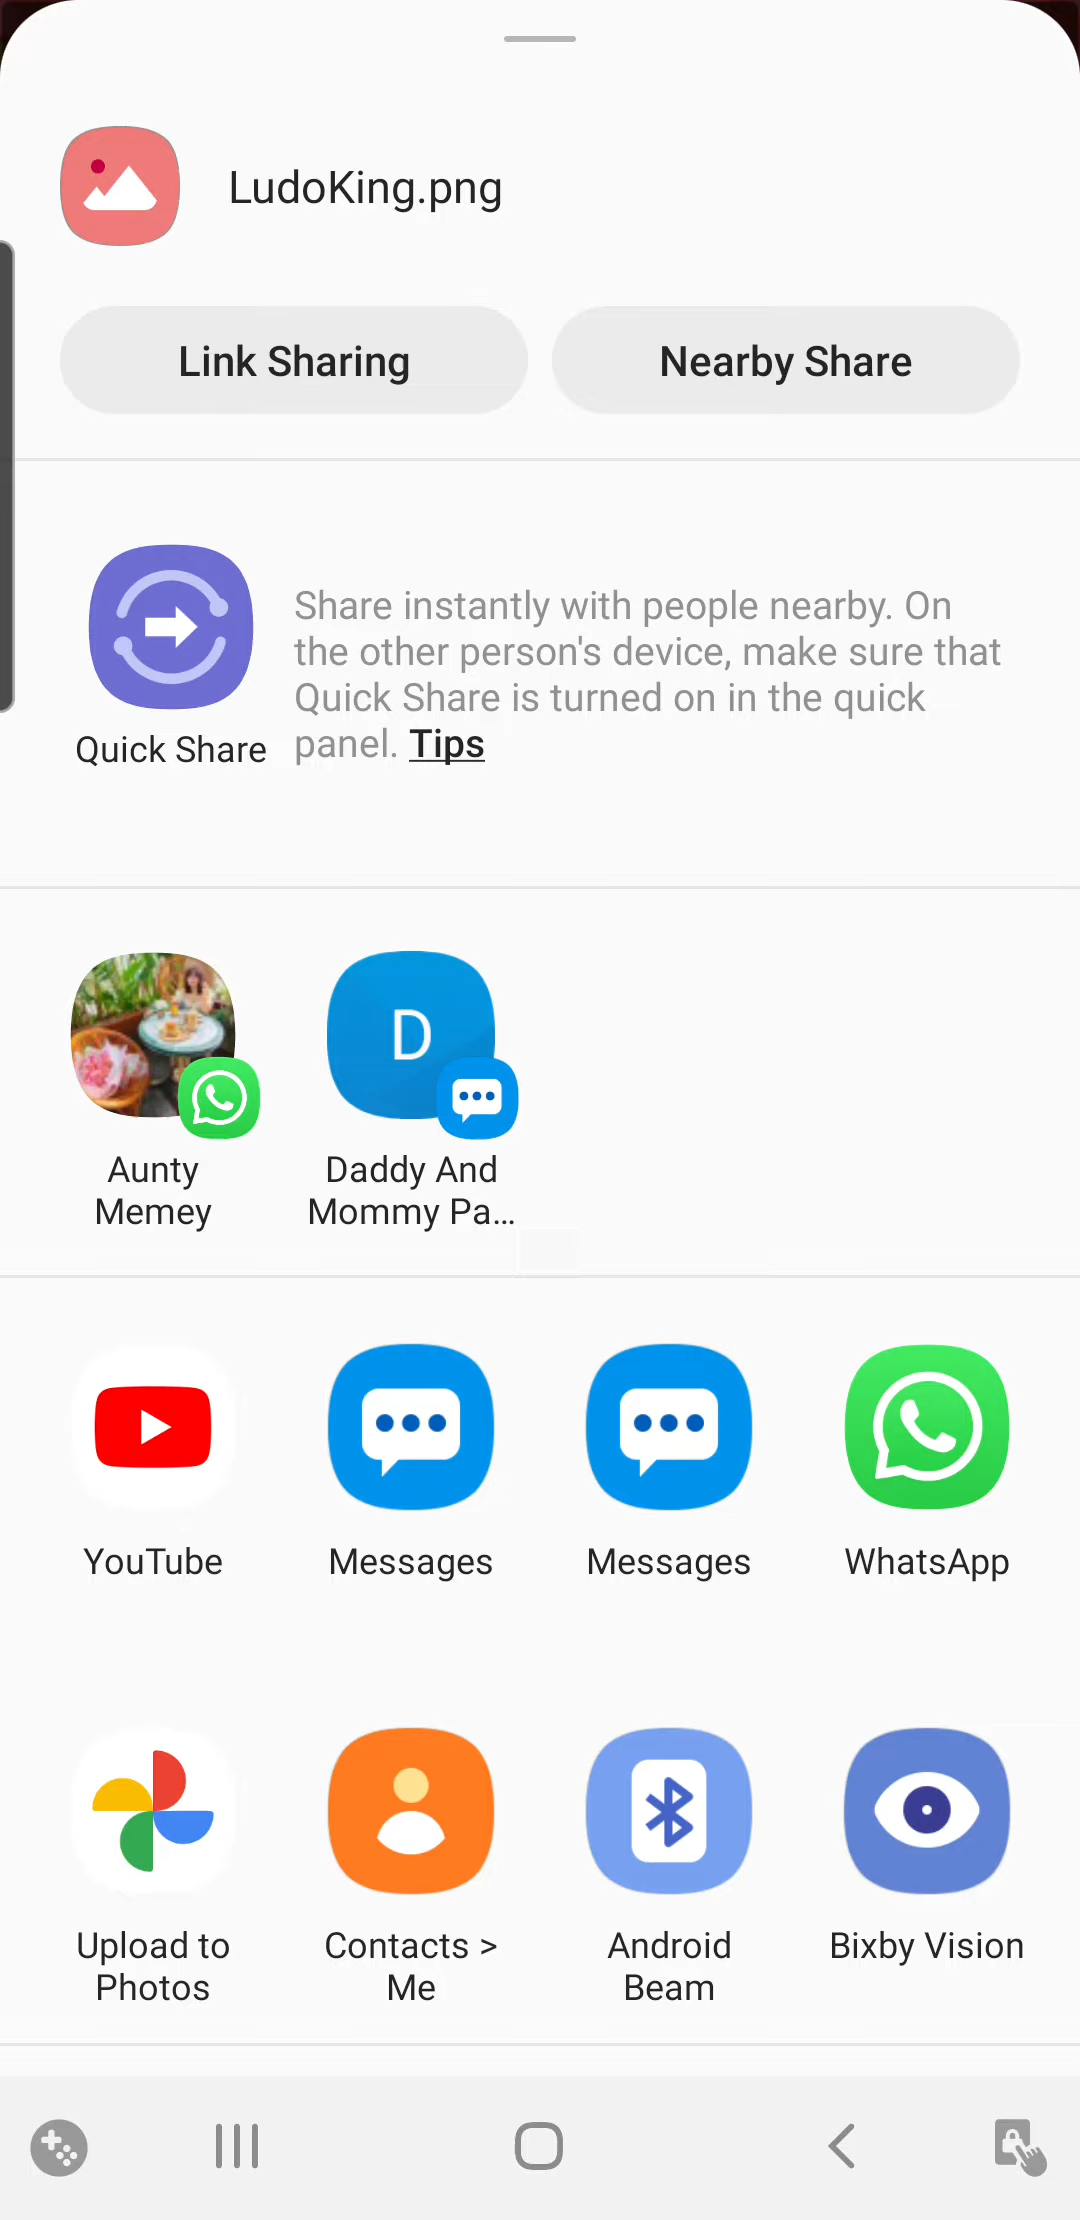 LudoKing.png
Link Sharing
Nearby Share
Share instantly with people nearby. On
the other person's device, make sure that
Quick Share is turned on in the quick
panel. Tips
Quick Share
D
Aunty
Memey
Daddy And
Mommy Pa...
YouTube
Messages
Messages
WhatsApp
Upload to
Photos
Contacts >
Me
Android
Beam
Bixby Vision